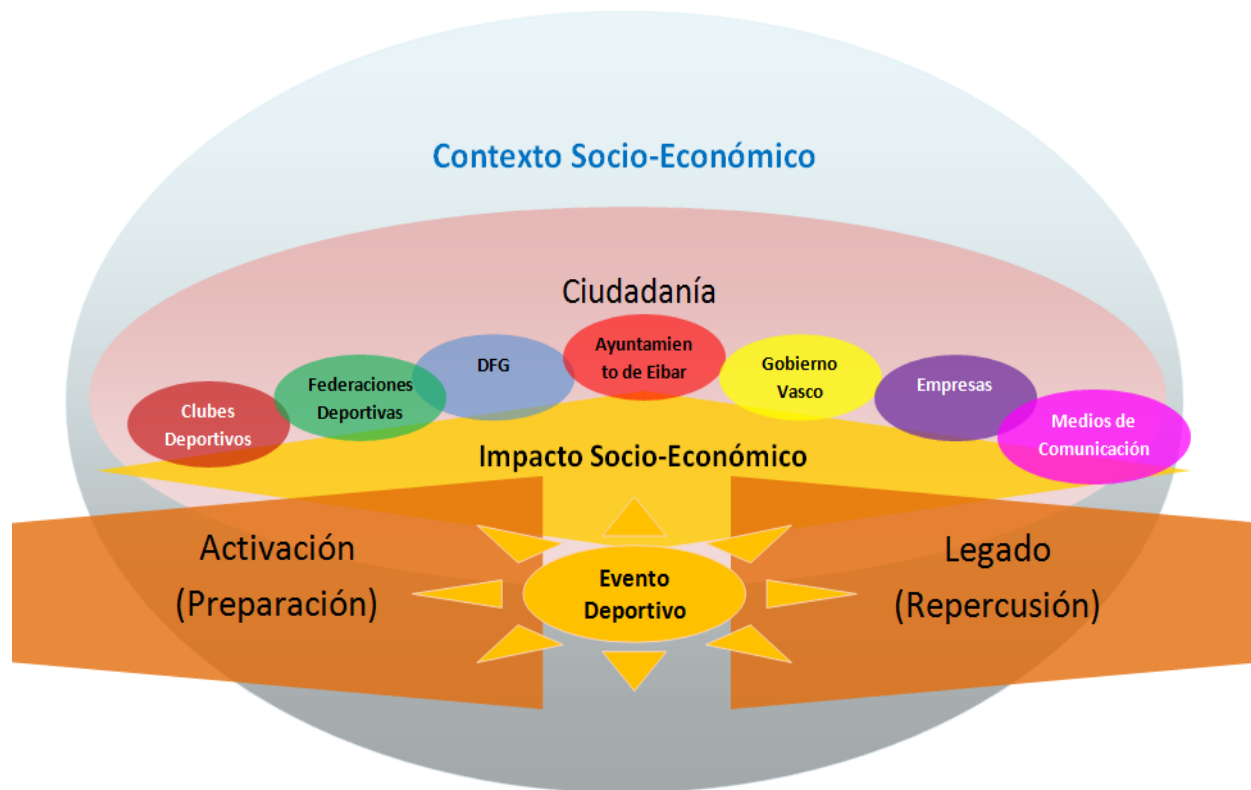 Contexto Socio-Económico
Ciudadanía
Clubes
Deportivos
Federaciones
Deportivas
DFG
Ayuntamien
to de Eibar
Gobierno
Vasco
Empresas
Medios de
Comunicación
Impacto Socio-Económico
Activación
(Preparación)
Evento
Deportivo
Legado
(Repercusión)